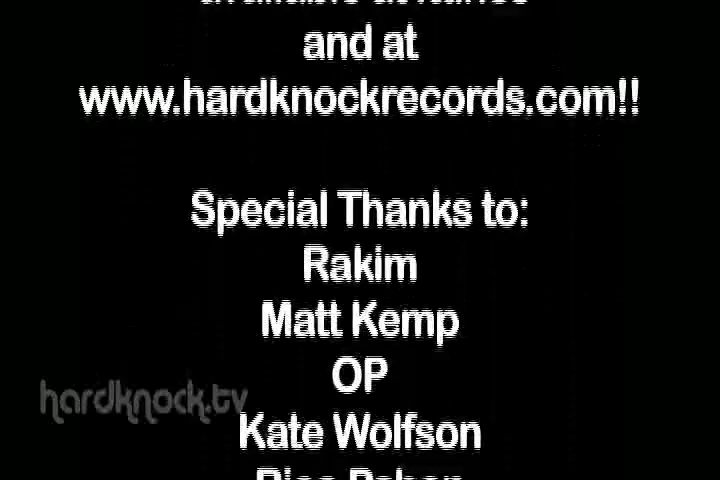 and at
www.hardknockrecords.com!!
Special Thanks to:
Rakim
Matt Kemp
OP
hardknock.tv
Kate Wolfson